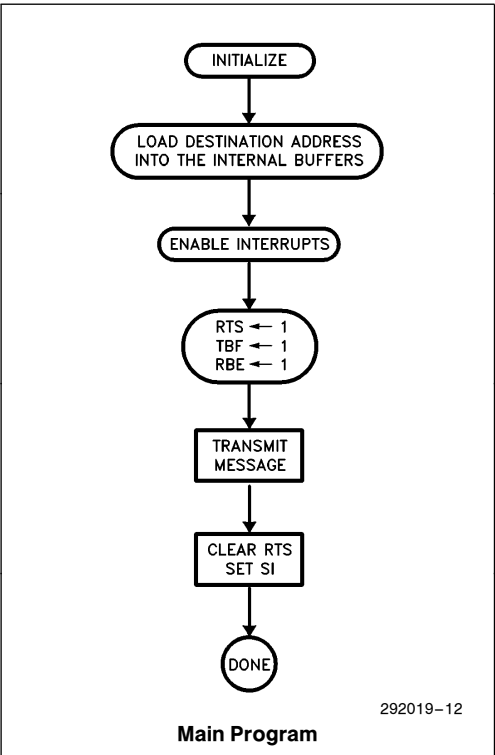 INITIALIZE
LOAD DESTINATION ADDRESS
INTO THE INTERNAL BUFFERS
ENABLE INTERRUPTS
RTS ← 1
TBF ← 1
RBE ← 1
TRANSMIT
MESSAGE
CLEAR RTS
SET SI
DONE
292019–12
Main Program